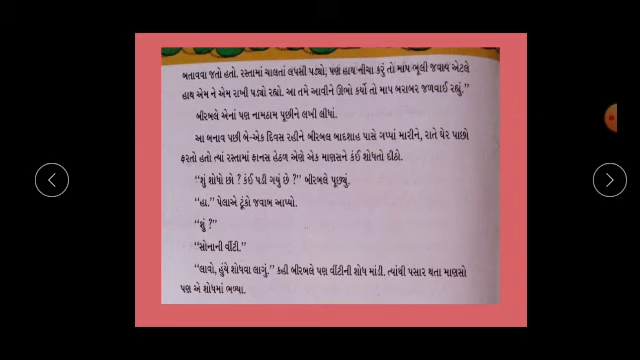 બતાવવા જતો હતો. રસ્તામાં ચાલતાં લપસી પડ્યો, પણ હાથ નીચા કરું તો માપ ભૂલી જવાય એટલે
હાથ એમ ને એમ રાખી પડ્યો રહ્યો. આ તમે આવીને ઊભો કર્યો તો માપ બરાબર જળવાઈ રહ્યું.”
બીરબલે એનાં પણ નામઠામ પૂછીને લખી લીધાં.
આ બનાવ પછી બે-એક દિવસ રહીને બીરબલ બાદશાહ પાસે ગપ્પાં મારીને, રાતે ઘેર પાછો
ફરતો હતો ત્યાં રસ્તામાં ફાનસ હેઠળ એણે એક માણસને કંઈ શોધતો દીઠો.
“શું શોધો છો ? કંઈ પડી ગયું છે ?” બીરબલે પૂછ્યું.
“હા.” પેલાએ ટૂંકો જવાબ આપ્યો.
“શું ?”
“સોનાની વીંટી.”
“લાવો, હુંયે શોધવા લાગું.” કહી બીરબલે પણ વીંટીની શોધ માંડી. ત્યાંથી પસાર થતા માણસો
પણ એ શોધમાં ભળ્યા.